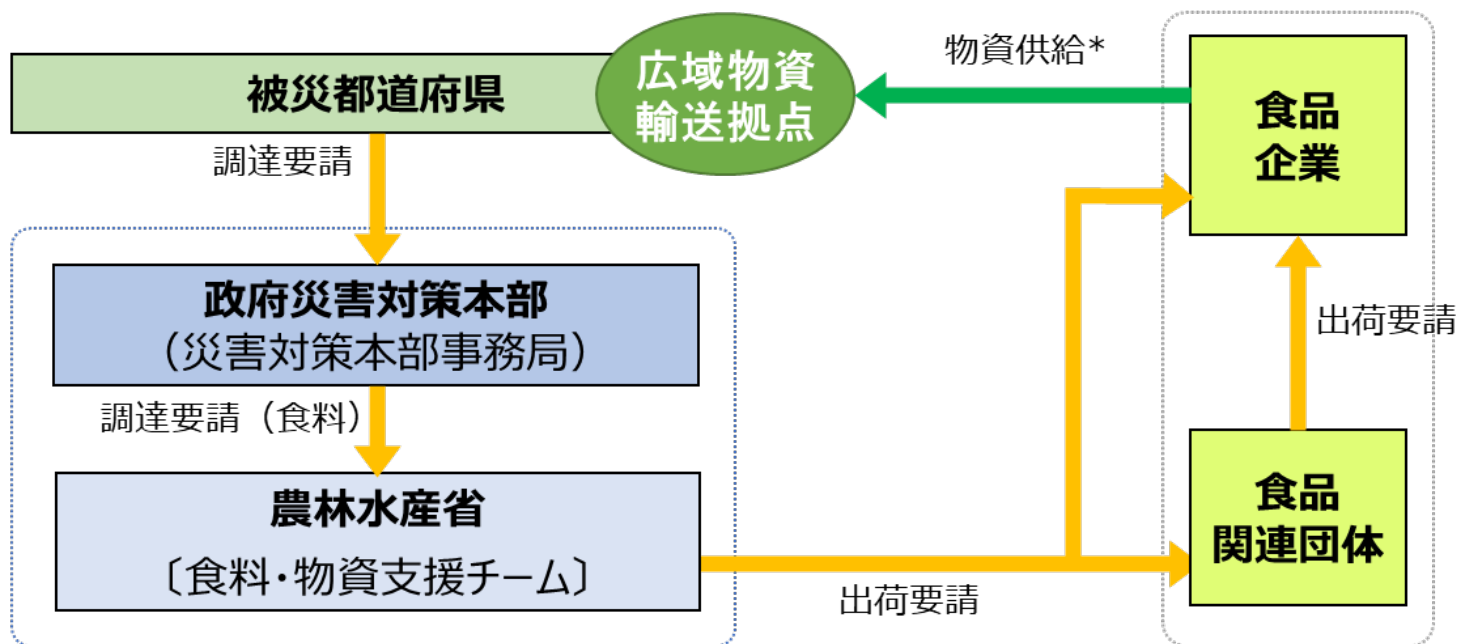 被災都道府県
広域物資
輸送拠点
物資供給*
食品
企業
調達要請
政府災害対策本部
（災害対策本部事務局）
出荷要請
調達要請（食料）
農林水産省
〔食料・物資支援チーム〕
食品
関連団体
出荷要請